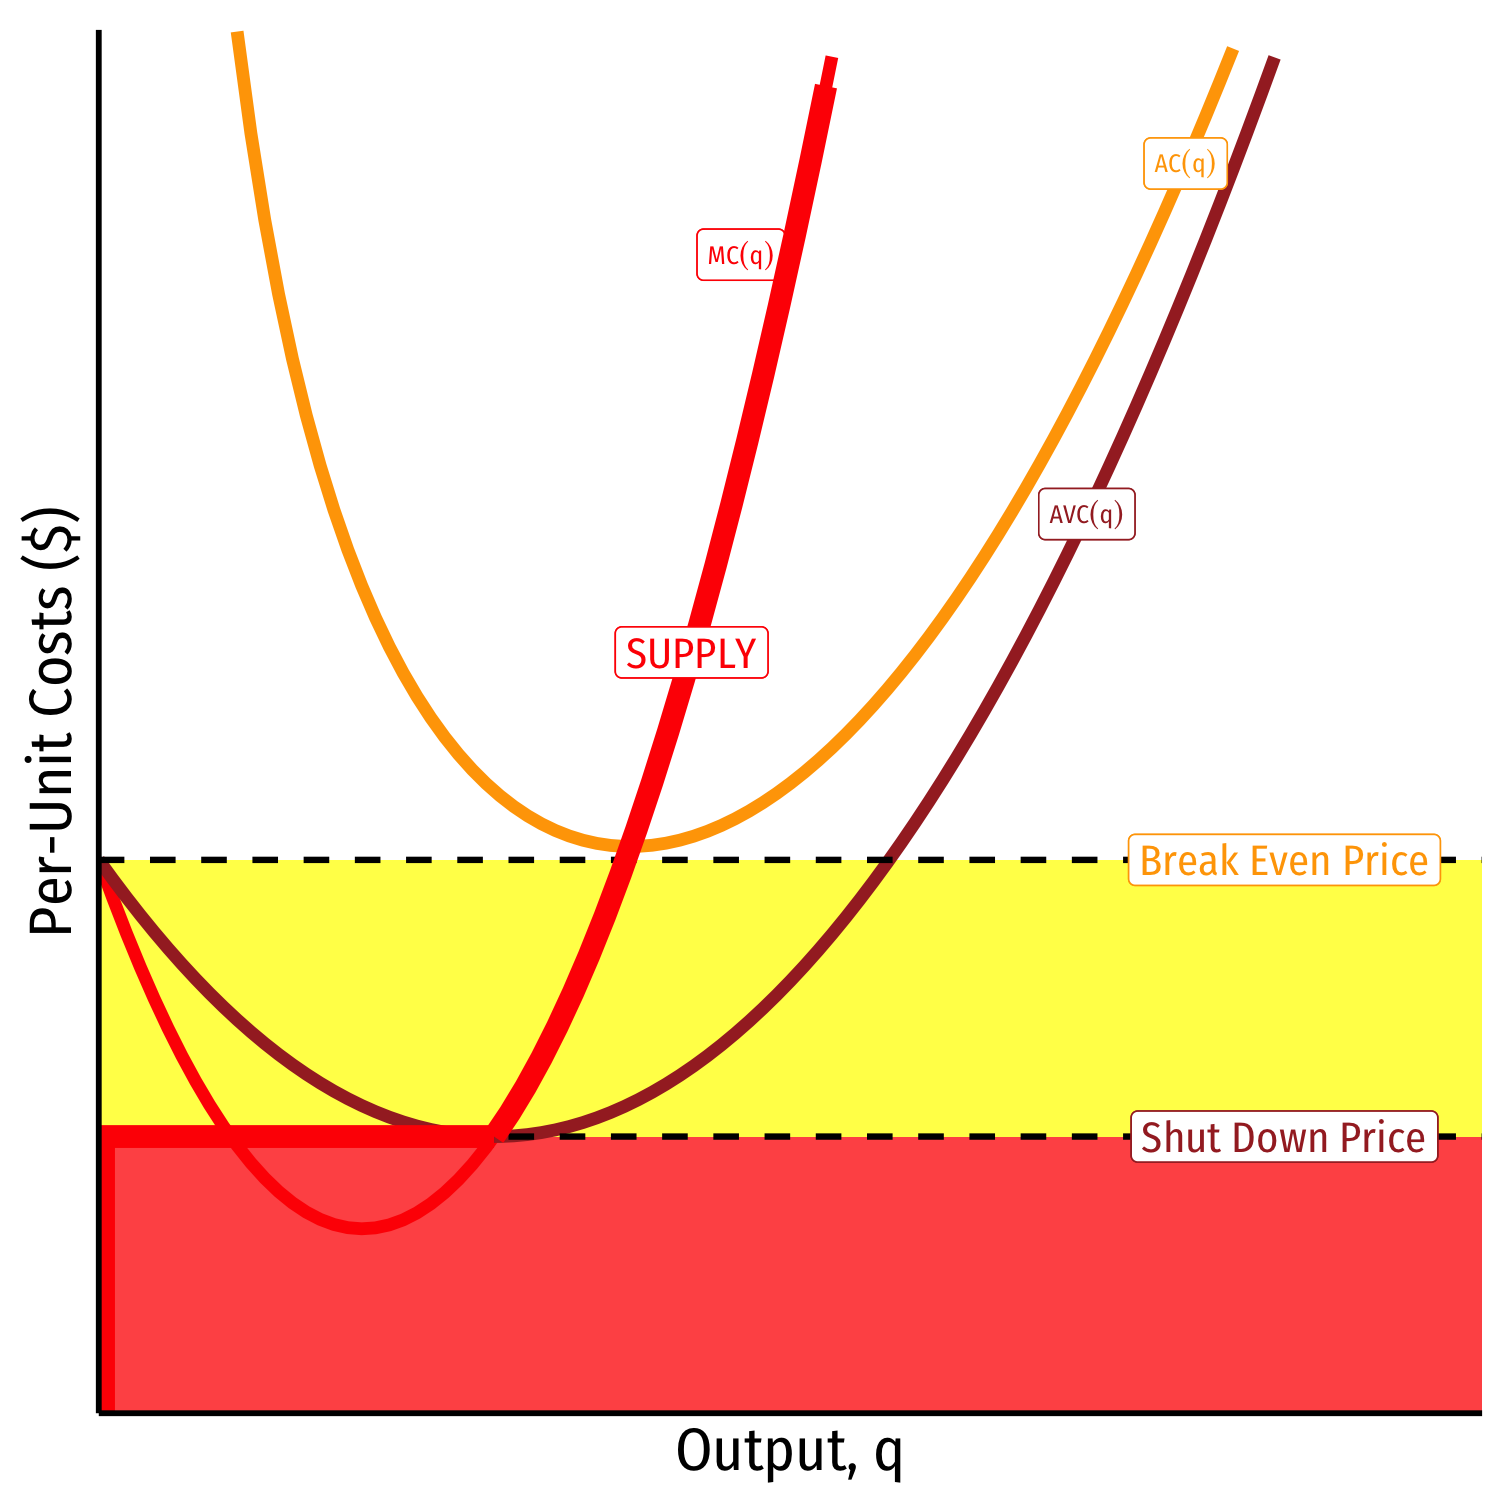 AC(q)
MC(q)
AVC(q)
SUPPLY
Per-Unit Costs ($)
Break Even Price
Shut Down Price
Output, q